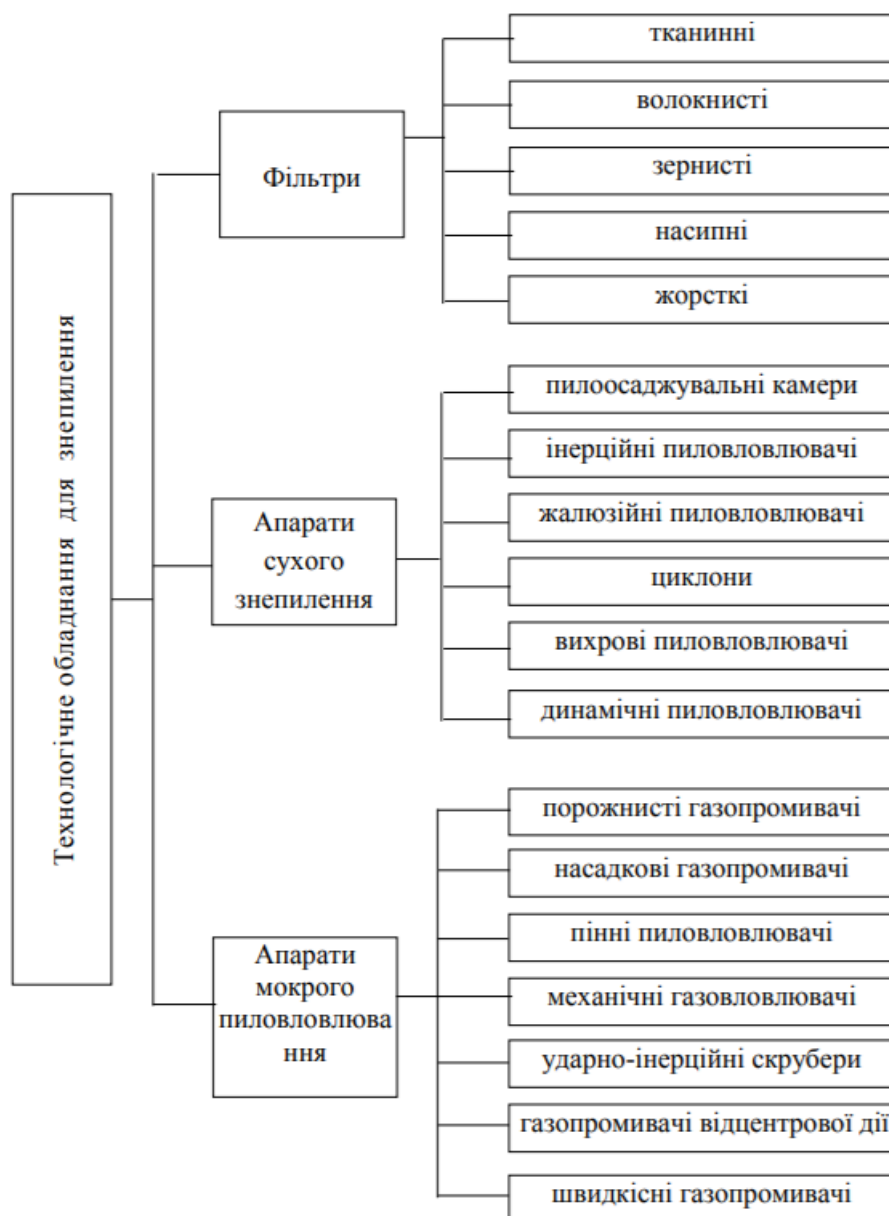 Технологічне обладнання для знепилення
Фільтри
тканинні
волокнисті
зернисті
насипні
жорсткі
Апарати
сухого
знепилення
пилоосаджувальні камери
інерційні пиловловлювачі
жалюзійні пиловловлювачі
циклони
вихрові пиловловлювачі
динамічні пиловловлювачі
Апарати
мокрого
пиловловлюва
ння
порожнисті газопромивачі
насадкові газопромивачі
пінні пиловловлювачі
механічні газовловлювачі
ударно-інерційні скрубери
газопромивачі відцентрової дії
швидкісні газопромивачі